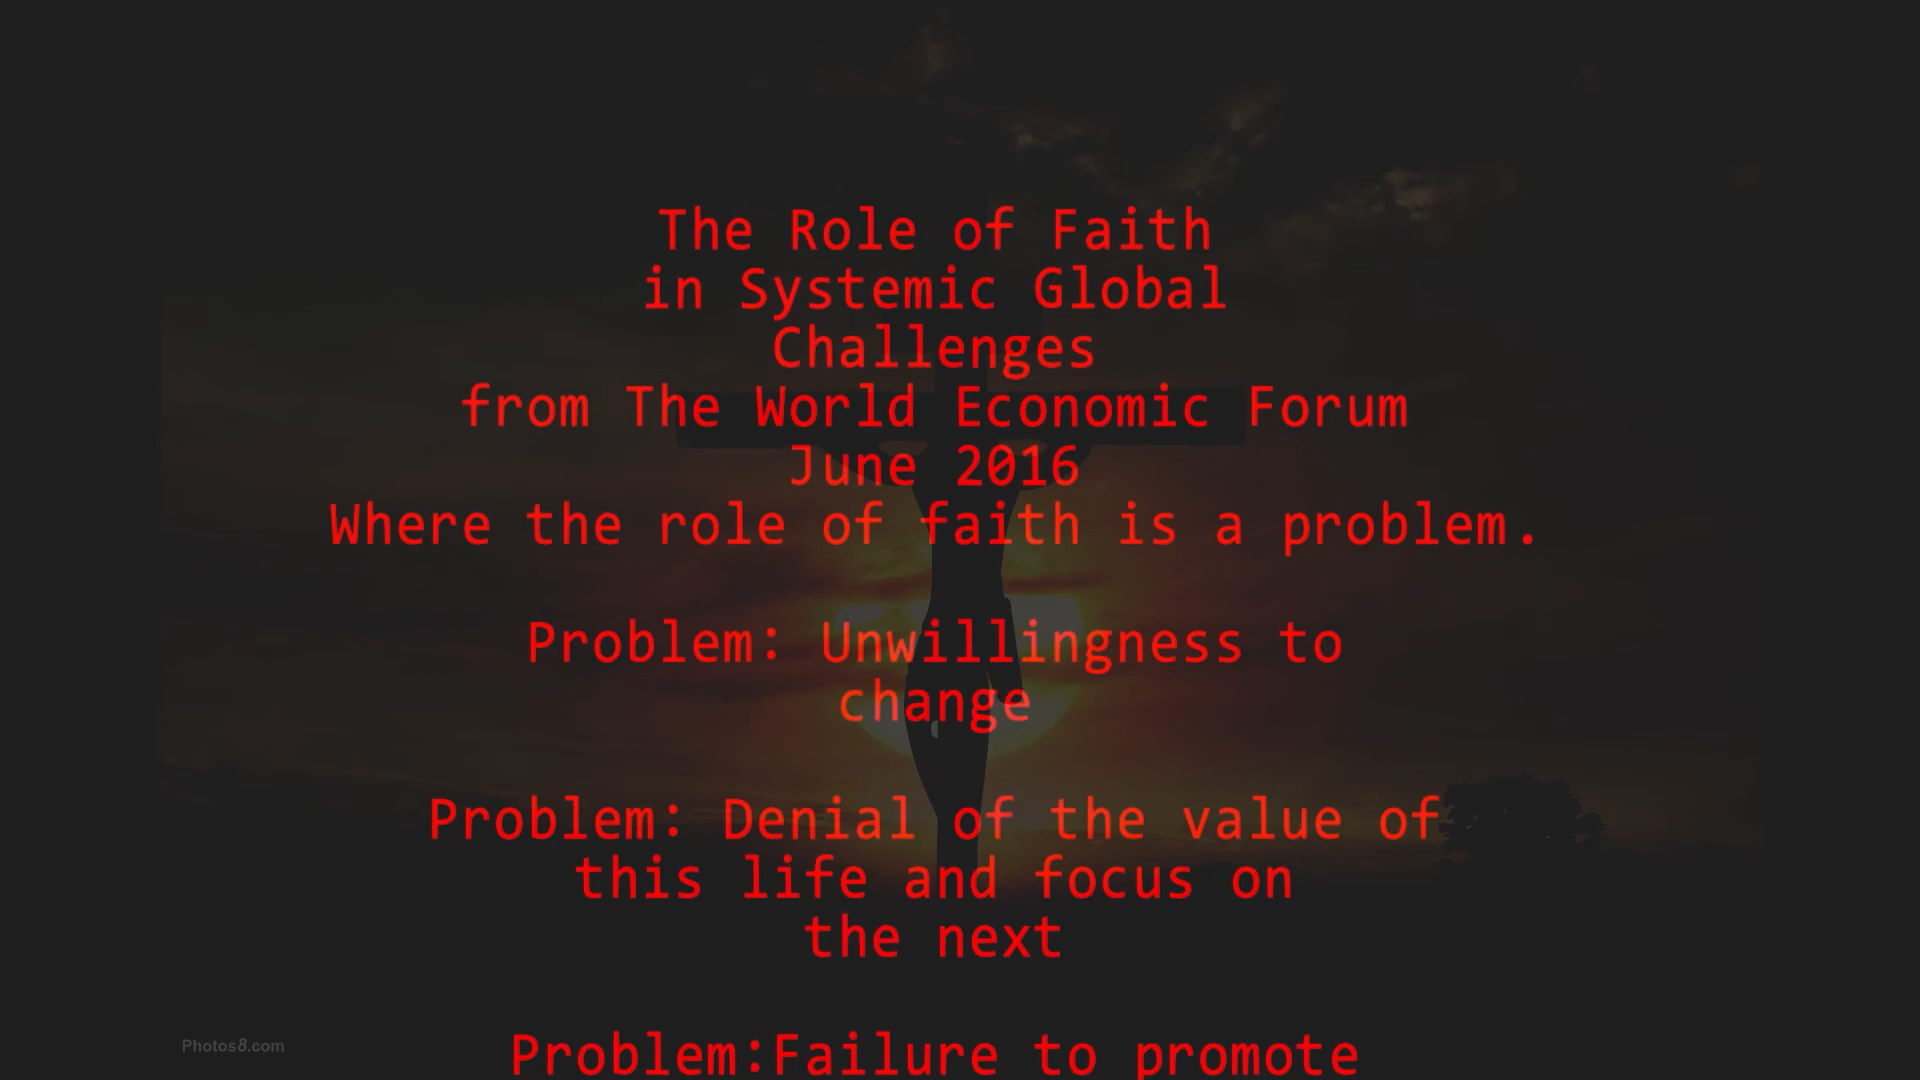 The Role of Faith
in Systemic Global
Challenges
from The World Economic Forum
June 2016
Where the role of faith is a problem.
Problem: Unwillingness to
change
Problem: Denial of the value of
this life and focus on
the next
Problem:Failure to promote
Photos8.com